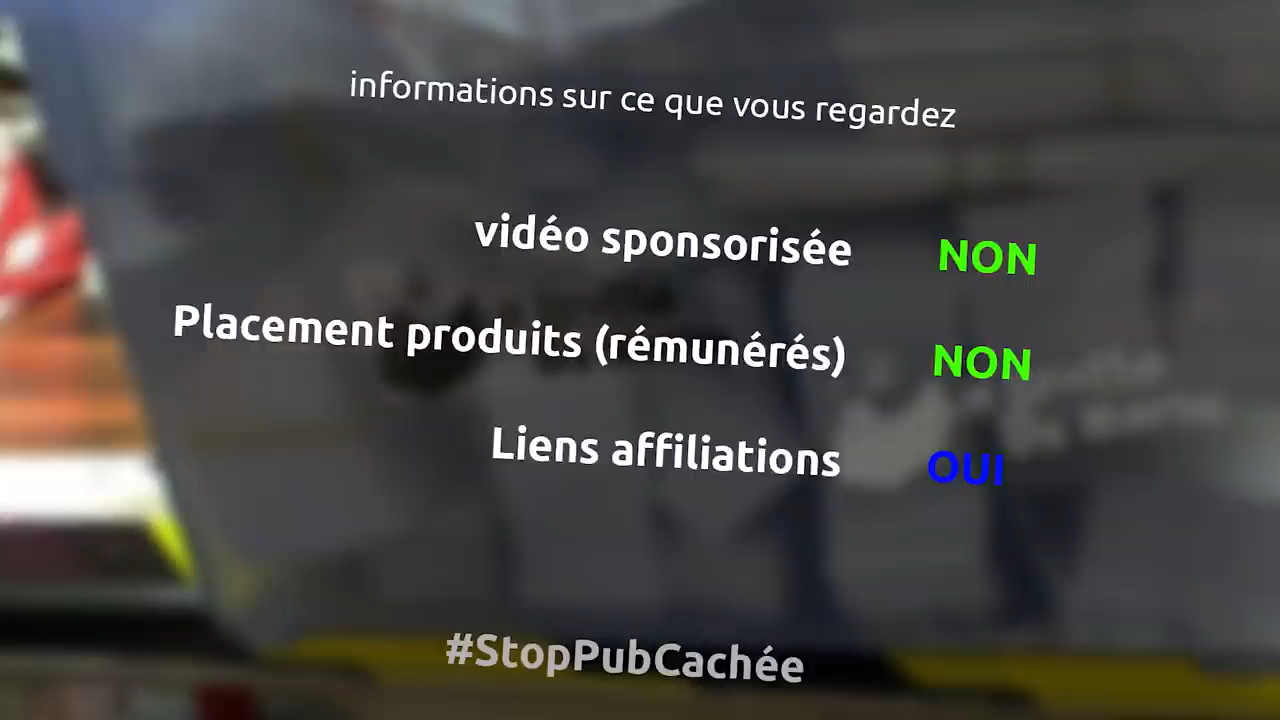 informations sur ce que vous regardez
vidéo sponsorisée NON
Placement produits (rémunérés) NON
Liens affiliations OUI
#StopPubCachée